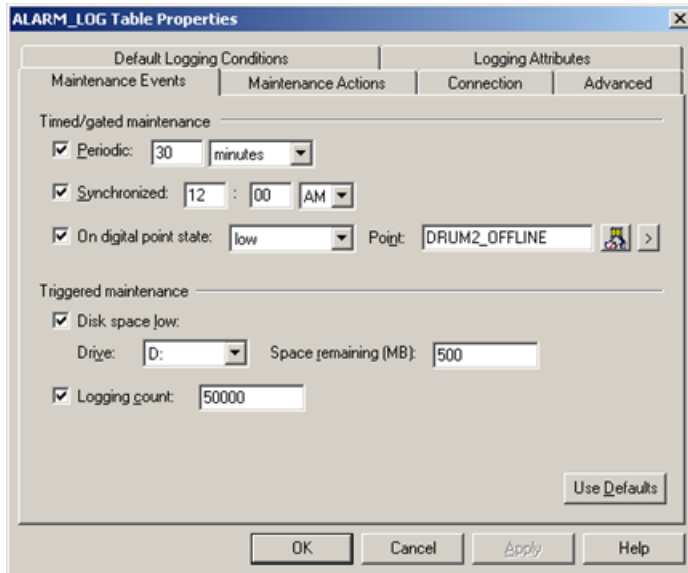 ALARM_LOG Table Properties
Default Logging Conditions Logging Attributes
Maintenance Events Maintenance Actions Connection Advanced
Timed/gated maintenance
Periodic: 30 minutes
Synchronized: 12 : 00 AM
On digital point state: low Point: DRUM2_OFFLINE >
Triggered maintenance
Disk space low:
Drive: D: Space remaining (MB): 500
Logging count: 50000
Use Defaults
OK Cancel Apply Help